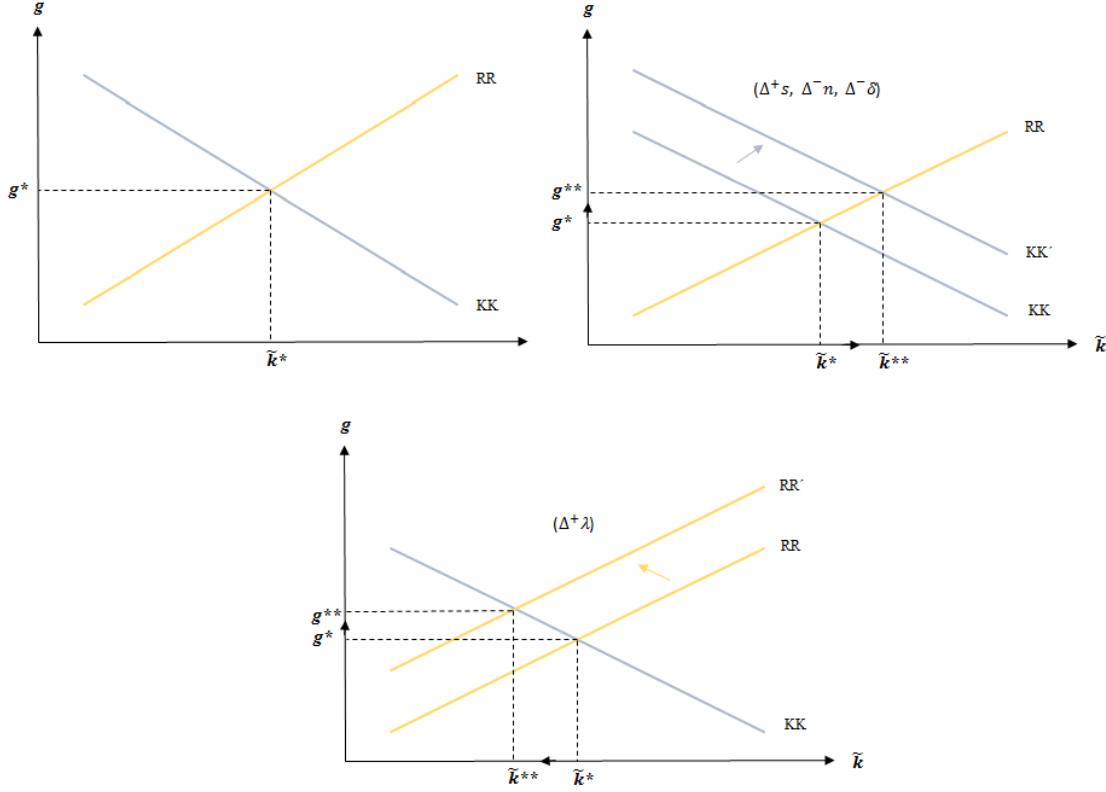 g
RR
g*
KK
k̃*
g
(Δ⁺s, Δ⁻n, Δ⁻δ)
RR
g**
g*
KK´
KK
k̃*
k̃**
k̃
g
RR´
(Δ⁺λ)
RR
g**
g*
KK
k̃**
k̃*
k̃